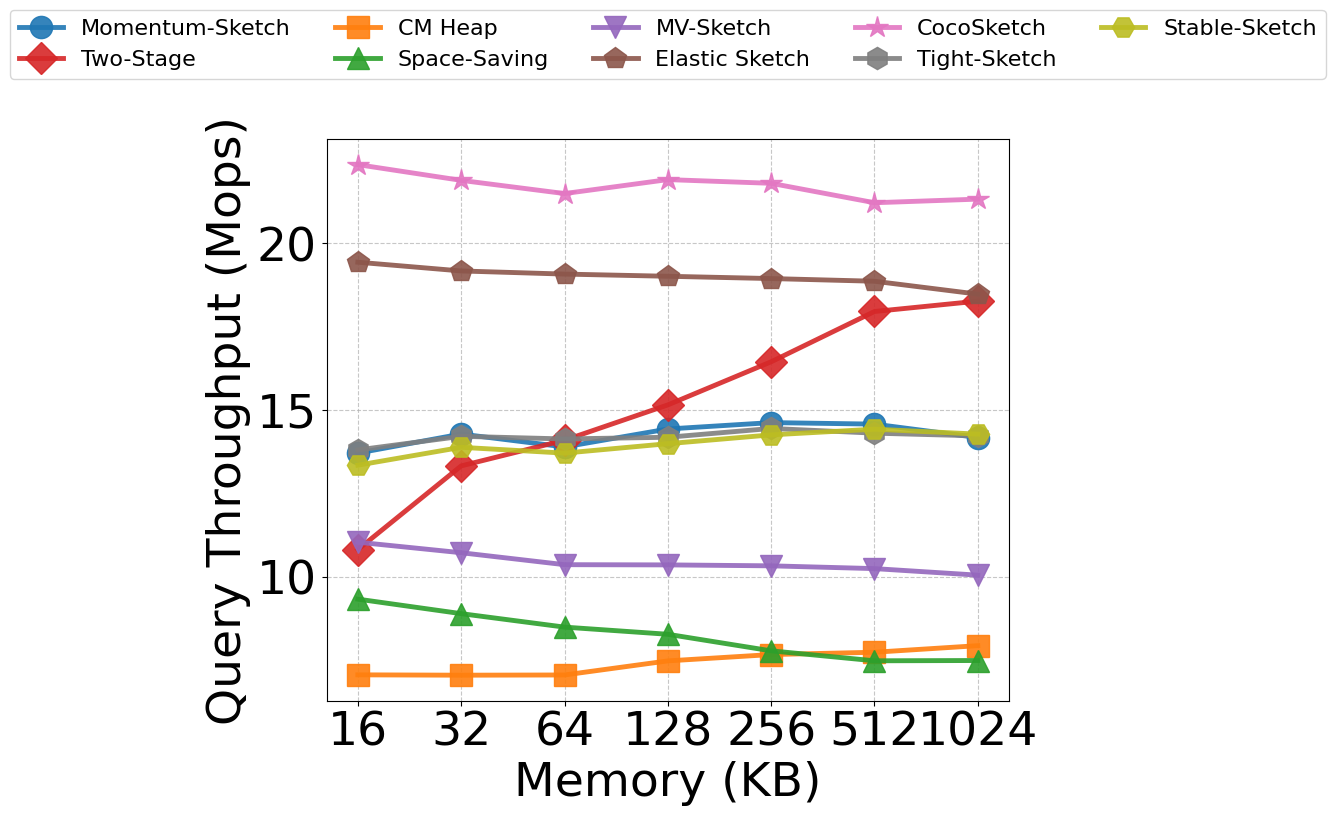 Momentum-Sketch CM Heap MV-Sketch CocoSketch Stable-Sketch
Two-Stage Space-Saving Elastic Sketch Tight-Sketch
Query Throughput (Mops)
20
15
10
16 32 64 128 256 512 1024
Memory (KB)